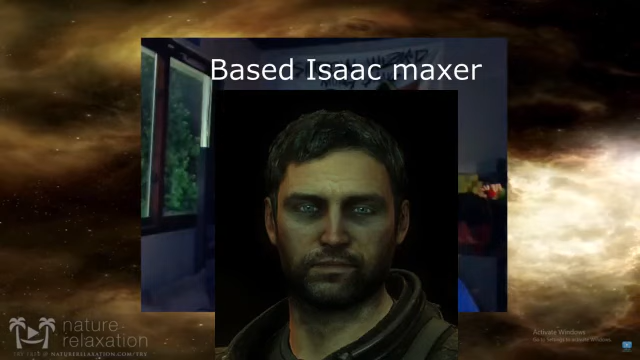 Based Isaac maxer
nature
relaxation
Activate Windows
Go to Settings to activate Windows.